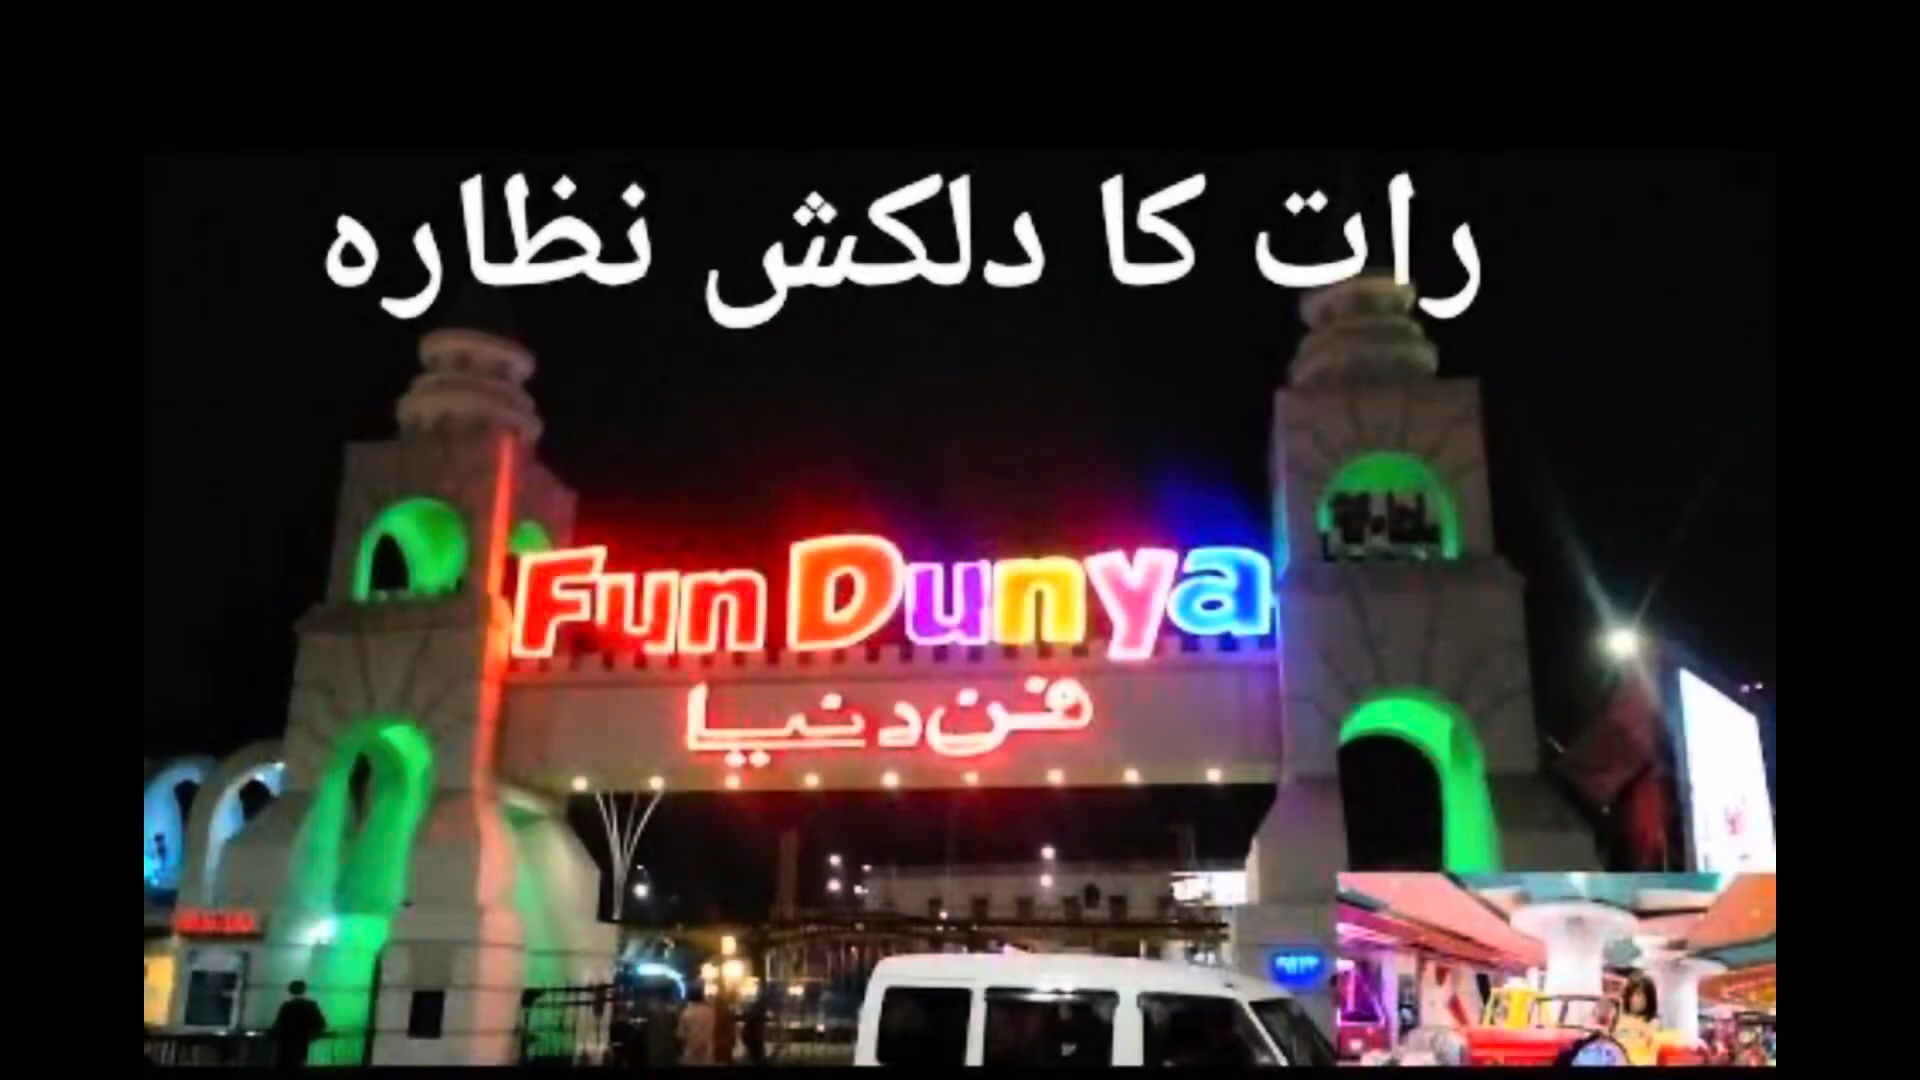 رات کا دلکش نظارہ
Fun Dunya
فن دنیا